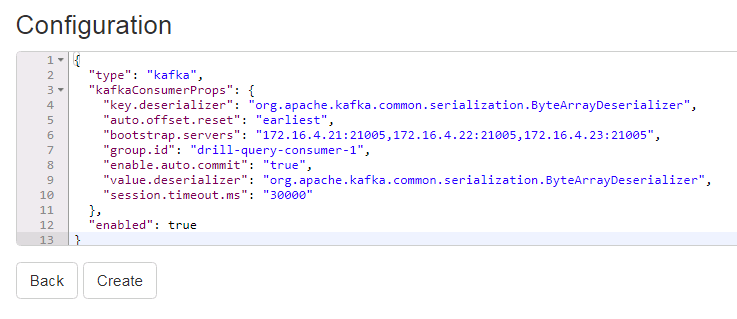 Configuration
1 {
2   "type": "kafka",
3   "kafkaConsumerProps": {
4     "key.deserializer": "org.apache.kafka.common.serialization.ByteArrayDeserializer",
5     "auto.offset.reset": "earliest",
6     "bootstrap.servers": "172.16.4.21:21005,172.16.4.22:21005,172.16.4.23:21005",
7     "group.id": "drill-query-consumer-1",
8     "enable.auto.commit": "true",
9     "value.deserializer": "org.apache.kafka.common.serialization.ByteArrayDeserializer",
10     "session.timeout.ms": "30000"
11   },
12   "enabled": true
13 }
Back Create